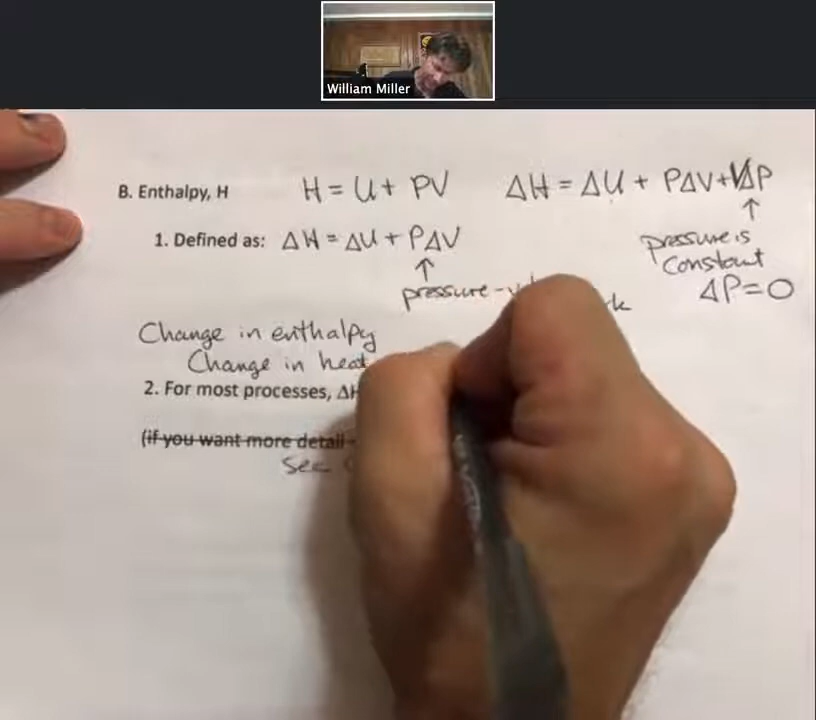 William Miller
B. Enthalpy, H H = U + PV ΔH = ΔU + PΔV + VΔP
↑
1. Defined as: ΔH = ΔU + PΔV pressure is
↑ constant
pressure - ΔP = 0
Change in enthalpy
Change in heat
2. For most processes, ΔH
(if you want more detail -
see